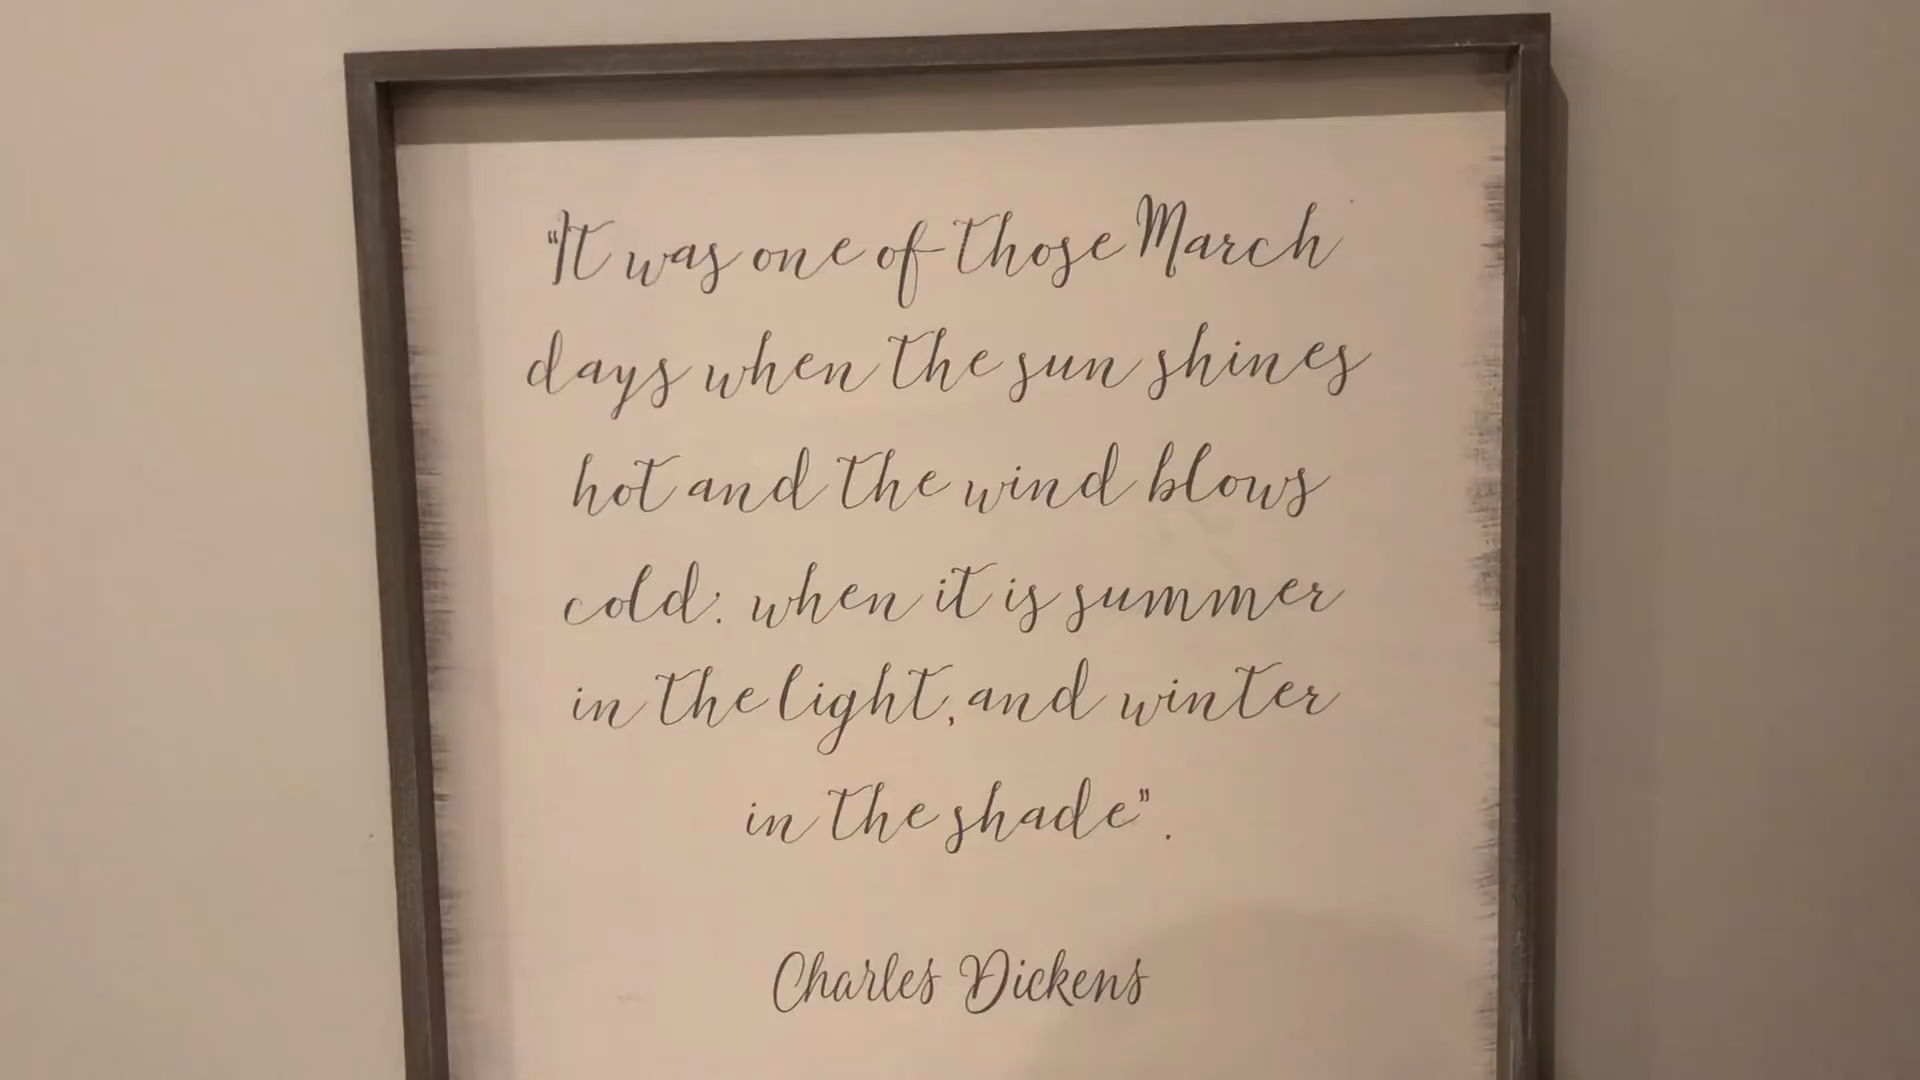 “It was one of those March
days when the sun shines
hot and the wind blows
cold: when it is summer
in the light, and winter
in the shade”.
Charles Dickens